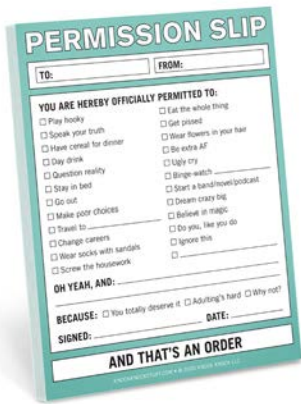 PERMISSION SLIP
TO:
FROM:
YOU ARE HEREBY OFFICIALLY PERMITTED TO:
Play hooky
Speak your truth
Have cereal for dinner
Day drink
Question reality
Stay in bed
Go out
Make poor choices
Travel to
Change careers
Wear socks with sandals
Screw the housework
Eat the whole thing
Get pissed
Wear flowers in your hair
Be extra AF
Ugly cry
Binge-watch
Start a band/novel/podcast
Dream crazy big
Believe in magic
Do you, like you do
Ignore this
OH YEAH, AND:
BECAUSE: You totally deserve it Adulting's hard Why not?
SIGNED: DATE:
AND THAT'S AN ORDER